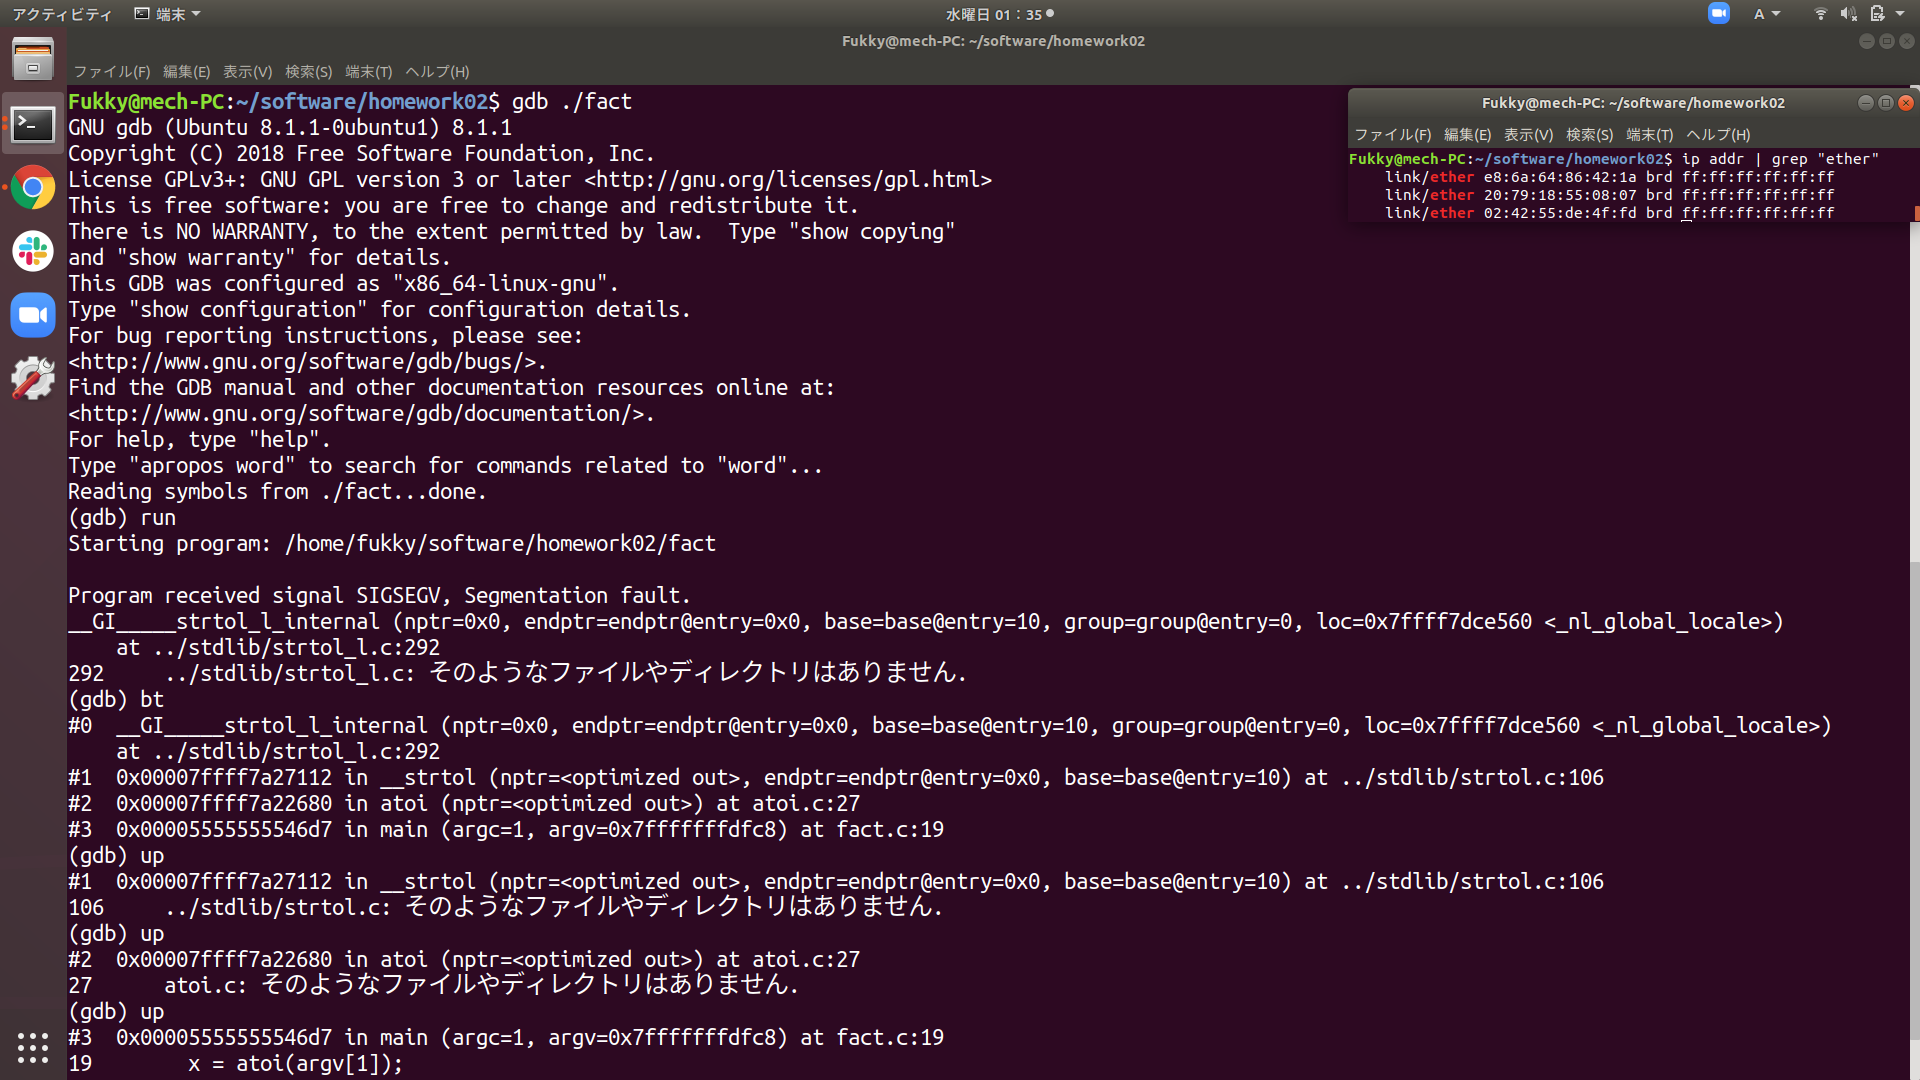 アクティビティ 端末 水曜日 01：35 A
Fukky@mech-PC: ~/software/homework02
ファイル(F) 編集(E) 表示(V) 検索(S) 端末(T) ヘルプ(H)
Fukky@mech-PC:~/software/homework02$ gdb ./fact
GNU gdb (Ubuntu 8.1.1-0ubuntu1) 8.1.1
Copyright (C) 2018 Free Software Foundation, Inc.
License GPLv3+: GNU GPL version 3 or later <http://gnu.org/licenses/gpl.html>
This is free software: you are free to change and redistribute it.
There is NO WARRANTY, to the extent permitted by law.  Type "show copying"
and "show warranty" for details.
This GDB was configured as "x86_64-linux-gnu".
Type "show configuration" for configuration details.
For bug reporting instructions, please see:
<http://www.gnu.org/software/gdb/bugs/>.
Find the GDB manual and other documentation resources online at:
<http://www.gnu.org/software/gdb/documentation/>.
For help, type "help".
Type "apropos word" to search for commands related to "word"...
Reading symbols from ./fact...done.
(gdb) run
Starting program: /home/fukky/software/homework02/fact
Program received signal SIGSEGV, Segmentation fault.
__GI_____strtol_l_internal (nptr=0x0, endptr=endptr@entry=0x0, base=base@entry=10, group=group@entry=0, loc=0x7ffff7dce560 <_nl_global_locale>)
    at ../stdlib/strtol_l.c:292
292     ../stdlib/strtol_l.c: そのようなファイルやディレクトリはありません.
(gdb) bt
#0  __GI_____strtol_l_internal (nptr=0x0, endptr=endptr@entry=0x0, base=base@entry=10, group=group@entry=0, loc=0x7ffff7dce560 <_nl_global_locale>)
    at ../stdlib/strtol_l.c:292
#1  0x00007ffff7a27112 in __strtol (nptr=<optimized out>, endptr=endptr@entry=0x0, base=base@entry=10) at ../stdlib/strtol.c:106
#2  0x00007ffff7a22680 in atoi (nptr=<optimized out>) at atoi.c:27
#3  0x00005555555546d7 in main (argc=1, argv=0x7fffffffdfc8) at fact.c:19
(gdb) up
#1  0x00007ffff7a27112 in __strtol (nptr=<optimized out>, endptr=endptr@entry=0x0, base=base@entry=10) at ../stdlib/strtol.c:106
106     ../stdlib/strtol.c: そのようなファイルやディレクトリはありません.
(gdb) up
#2  0x00007ffff7a22680 in atoi (nptr=<optimized out>) at atoi.c:27
27      atoi.c: そのようなファイルやディレクトリはありません.
(gdb) up
#3  0x00005555555546d7 in main (argc=1, argv=0x7fffffffdfc8) at fact.c:19
19        x = atoi(argv[1]);
Fukky@mech-PC: ~/software/homework02
ファイル(F) 編集(E) 表示(V) 検索(S) 端末(T) ヘルプ(H)
Fukky@mech-PC:~/software/homework02$ ip addr | grep "ether"
    link/ether e8:6a:64:86:42:1a brd ff:ff:ff:ff:ff:ff
    link/ether 20:79:18:55:08:07 brd ff:ff:ff:ff:ff:ff
    link/ether 02:42:55:de:4f:fd brd ff:ff:ff:ff:ff:ff